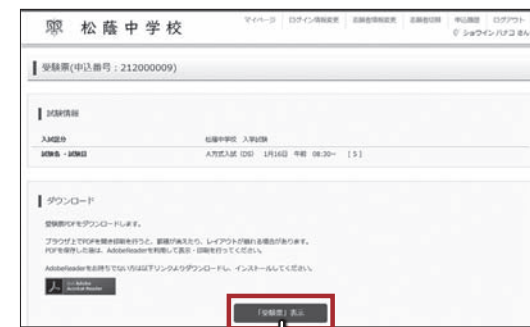 松蔭中学校
マイページ ログイン情報変更 志願者情報変更 志願者切替 申込履歴 ログアウト
ショウイン ハナコ さん
受験票(申込番号：212000009)
試験情報
入試区分 松蔭中学校 入学試験
試験名・試験日 A方式入試 (DS) 1月16日 午前 08:30～ [5]
ダウンロード
受験票PDFをダウンロードします。
ブラウザ上でPDFを開き印刷を行うと、罫線が消えたり、レイアウトが崩れる場合があります。
PDFを保存した後は、AdobeReaderを利用して表示・印刷を行ってください。
AdobeReaderをお持ちでない方は以下リンクよりダウンロードし、インストールしてください。
Get Adobe
Acrobat Reader
「受験票」表示